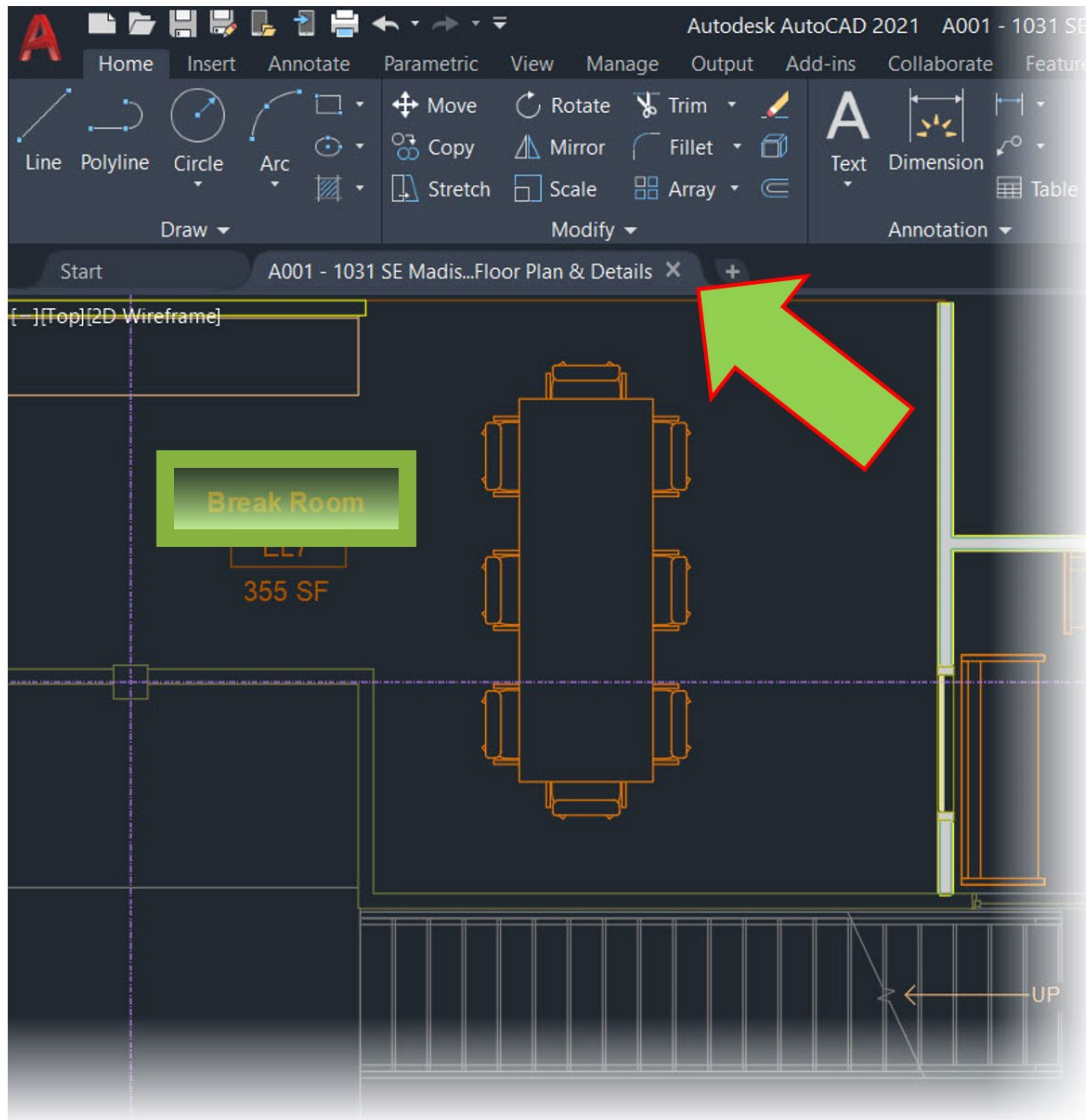 Autodesk AutoCAD 2021 A001 - 1031 SE
Home Insert Annotate Parametric View Manage Output Add-ins Collaborate Feature
Move Rotate Trim
Copy Mirror Fillet
Line Polyline Circle Arc Text Dimension
Stretch Scale Array Table
Draw Modify Annotation
Start A001 - 1031 SE Madis...Floor Plan & Details
[−][Top][2D Wireframe]
Break Room
355 SF
UP